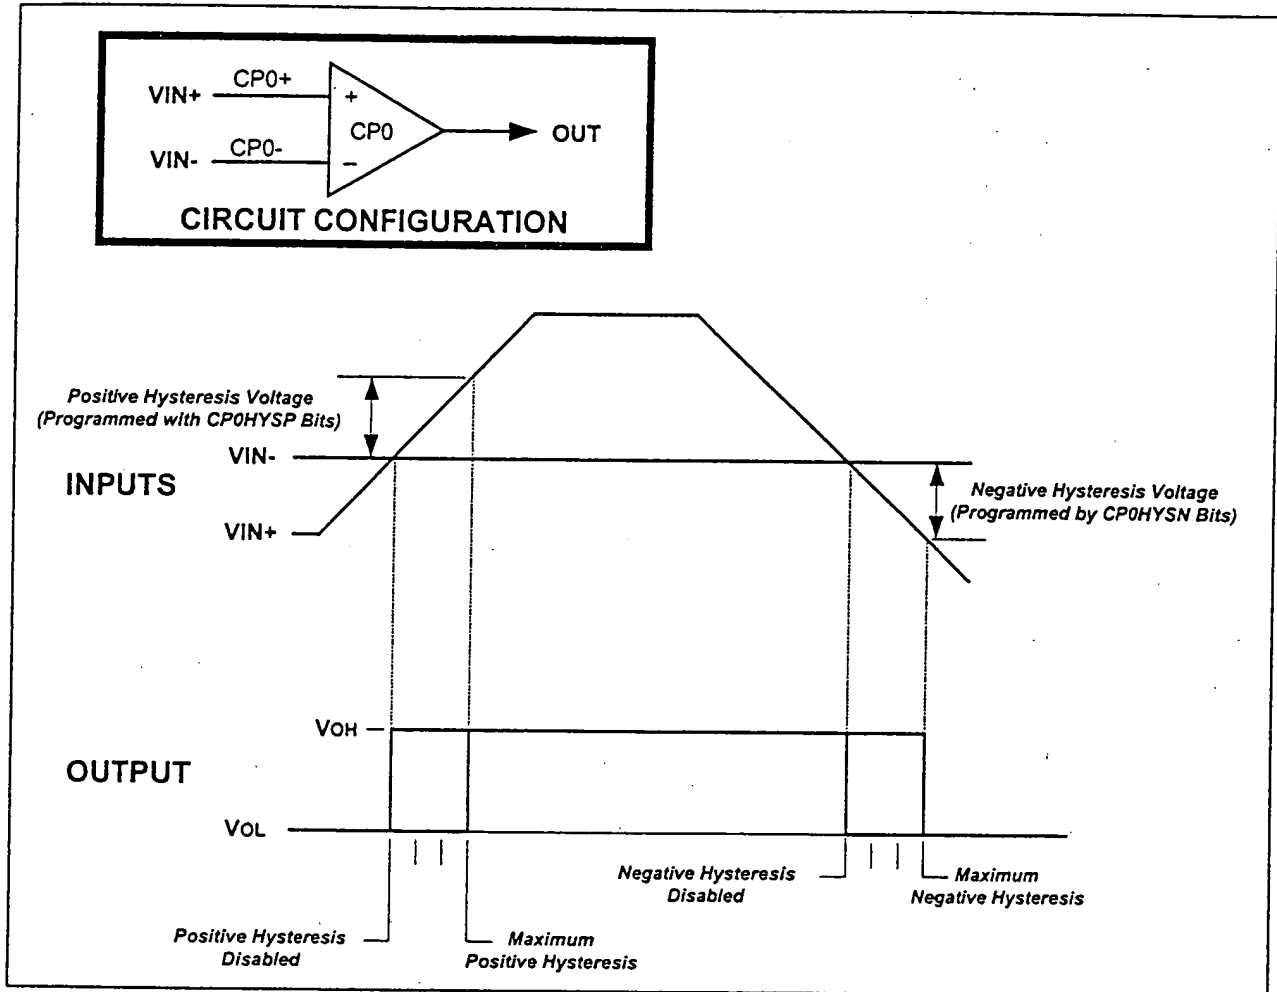 CP0+
VIN+
+
CP0
OUT
VIN-
CP0-
−
CIRCUIT CONFIGURATION
Positive Hysteresis Voltage
(Programmed with CP0HYSP Bits)
VIN-
INPUTS
Negative Hysteresis Voltage
(Programmed by CP0HYSN Bits)
VIN+
VOH
OUTPUT
VOL
Negative Hysteresis
Disabled
Maximum
Negative Hysteresis
Positive Hysteresis
Disabled
Maximum
Positive Hysteresis